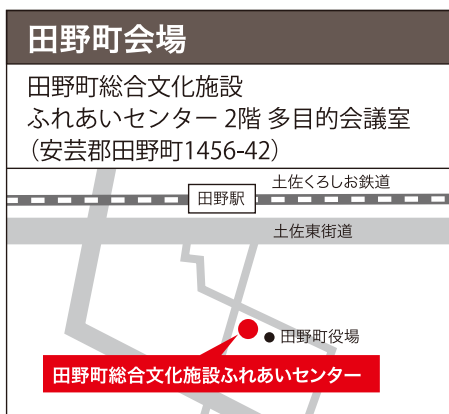 田野町会場
田野町総合文化施設
ふれあいセンター 2階 多目的会議室
（安芸郡田野町1456-42）
土佐くろしお鉄道
田野駅
土佐東街道
田野町役場
田野町総合文化施設ふれあいセンター